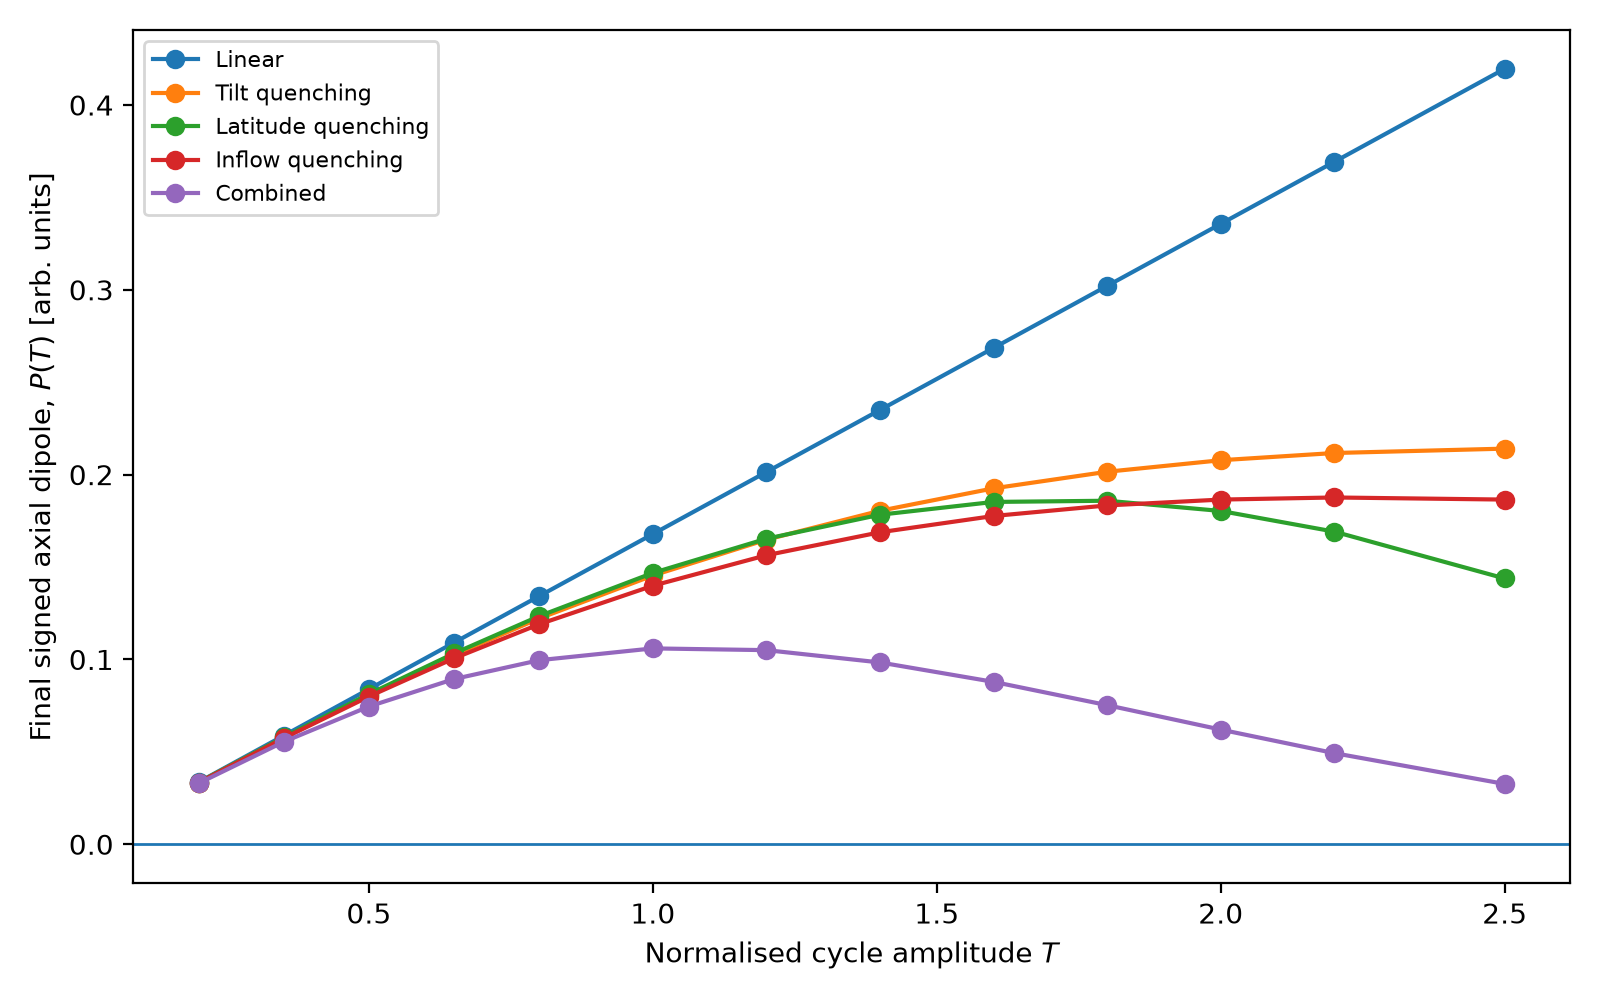 Linear
Tilt quenching
Latitude quenching
Inflow quenching
Combined
Final signed axial dipole, P(T) [arb. units]
0.4
0.3
0.2
0.1
0.0
0.5 1.0 1.5 2.0 2.5
Normalised cycle amplitude T